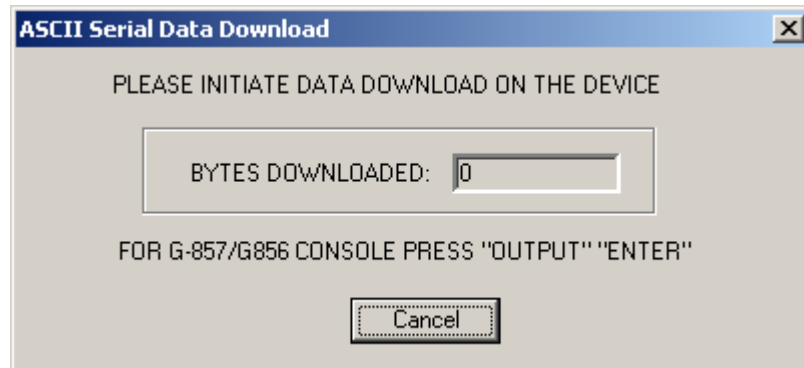 ASCII Serial Data Download
PLEASE INITIATE DATA DOWNLOAD ON THE DEVICE
BYTES DOWNLOADED: 0
FOR G-857/G856 CONSOLE PRESS "OUTPUT" "ENTER"
Cancel